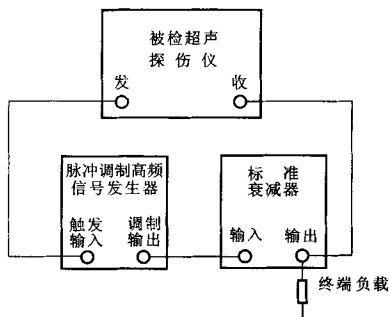 被检超声
探伤仪
发
收
脉冲调制高频
信号发生器
触发
输入
调制
输出
标准
衰减器
输入
输出
终端负载